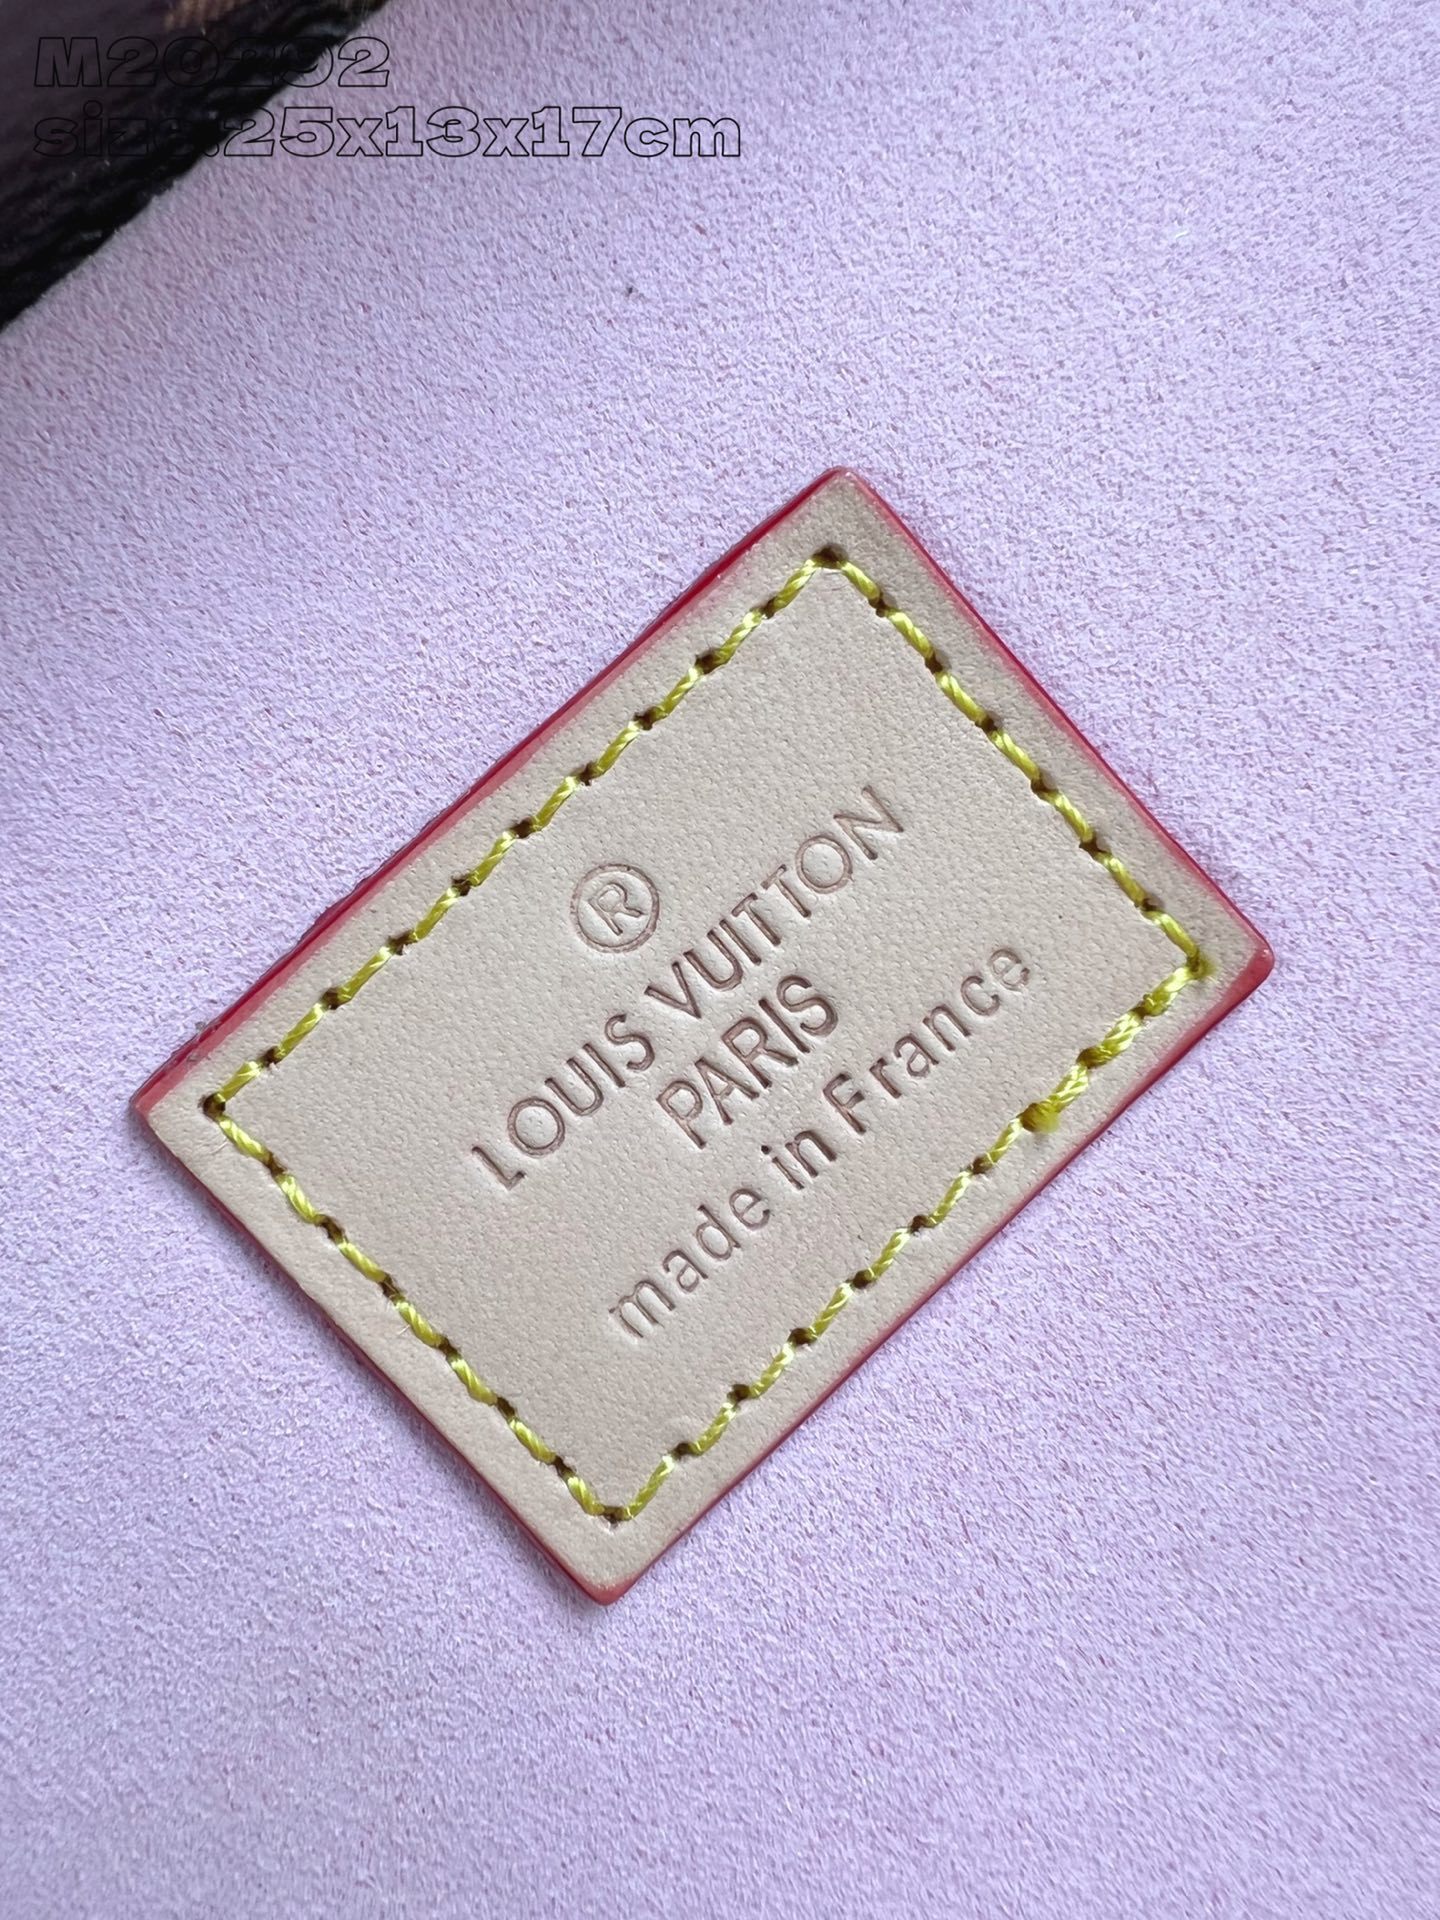 M20292
size:25x13x17cm
®
LOUIS VUITTON
PARIS
made in France